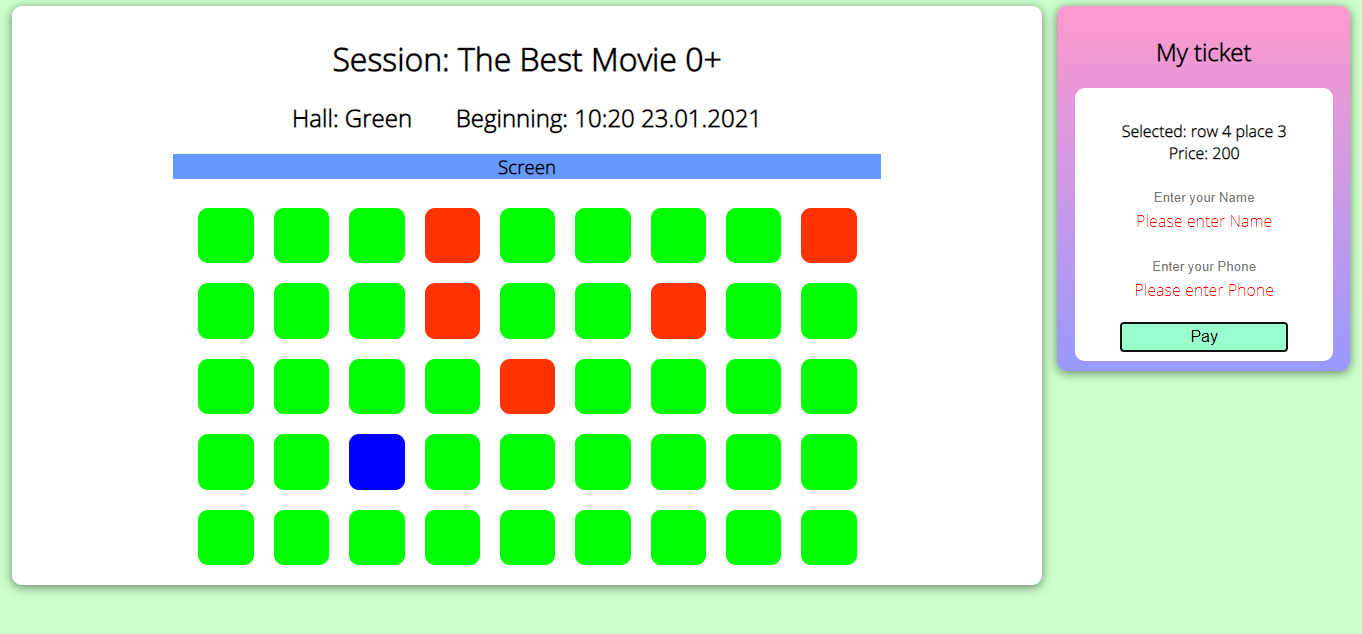 Session: The Best Movie 0+
Hall: Green Beginning: 10:20 23.01.2021
Screen
My ticket
Selected: row 4 place 3
Price: 200
Enter your Name
Please enter Name
Enter your Phone
Please enter Phone
Pay